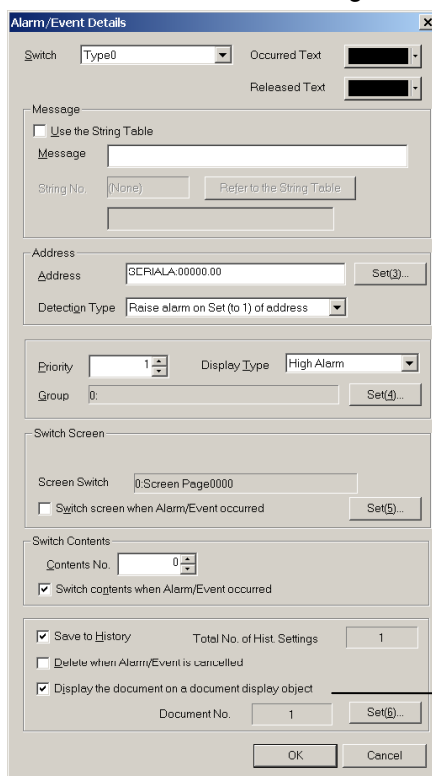 Alarm/Event Details
Switch Type0 Occurred Text
Released Text
Message
Use the String Table
Message
String No. (None) Refer to the String Table
Address
Address SERIALA:00000.00 Set(3)...
Detection Type Raise alarm on Set (to 1) of address
Priority 1 Display Type High Alarm
Group 0: Set(4)...
Switch Screen
Screen Switch 0:Screen Page0000
Switch screen when Alarm/Event occurred Set(5)...
Switch Contents
Contents No. 0
Switch contents when Alarm/Event occurred
Save to History Total No. of Hist. Settings 1
Delete when Alarm/Event is cancelled
Display the document on a document display object
Document No. 1 Set(6)...
OK Cancel